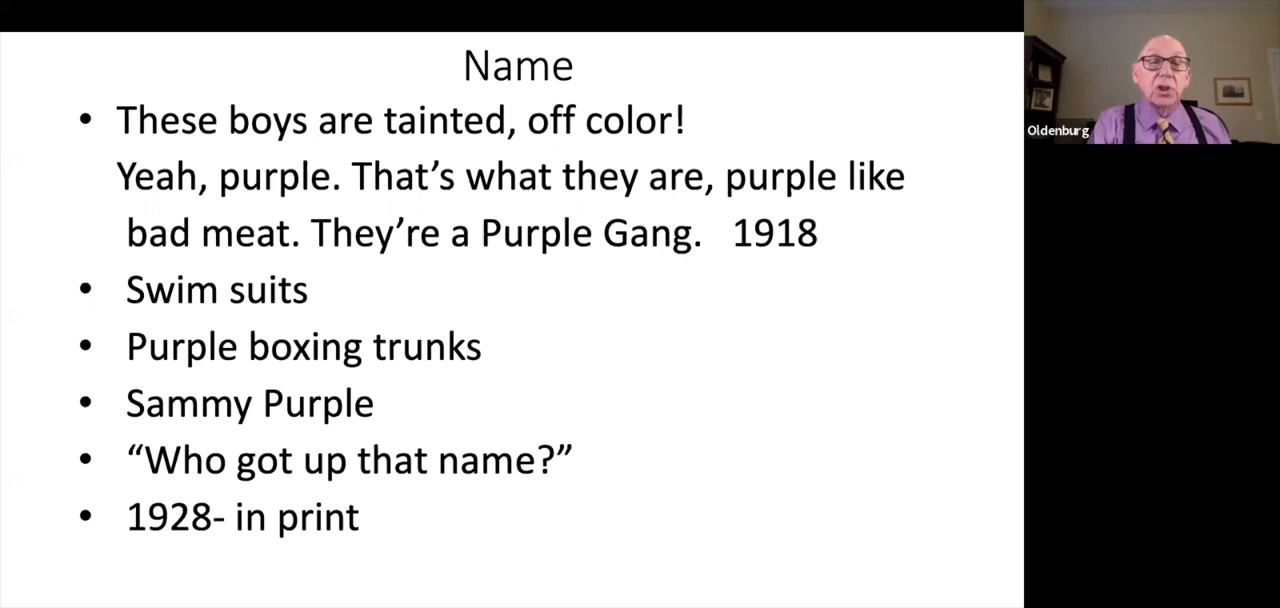 Name
• These boys are tainted, off color!
Yeah, purple. That’s what they are, purple like
bad meat. They’re a Purple Gang. 1918
• Swim suits
• Purple boxing trunks
• Sammy Purple
• “Who got up that name?”
• 1928- in print
Oldenburg